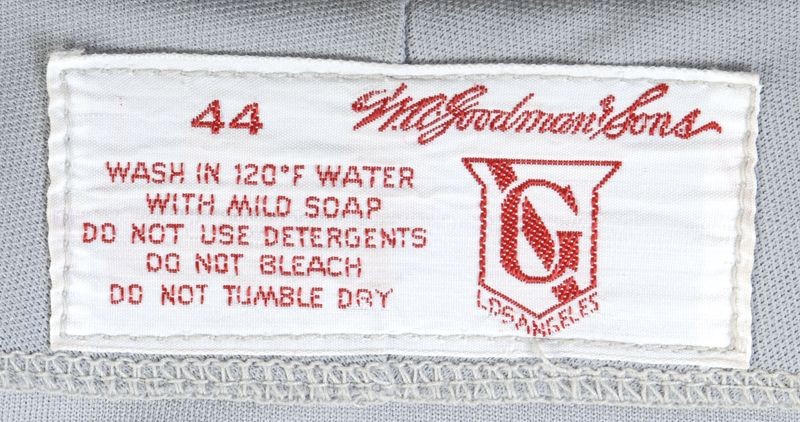 44
Wm Goodman & Sons
WASH IN 120°F WATER
WITH MILD SOAP
DO NOT USE DETERGENTS
DO NOT BLEACH
DO NOT TUMBLE DRY
G
LOS ANGELES